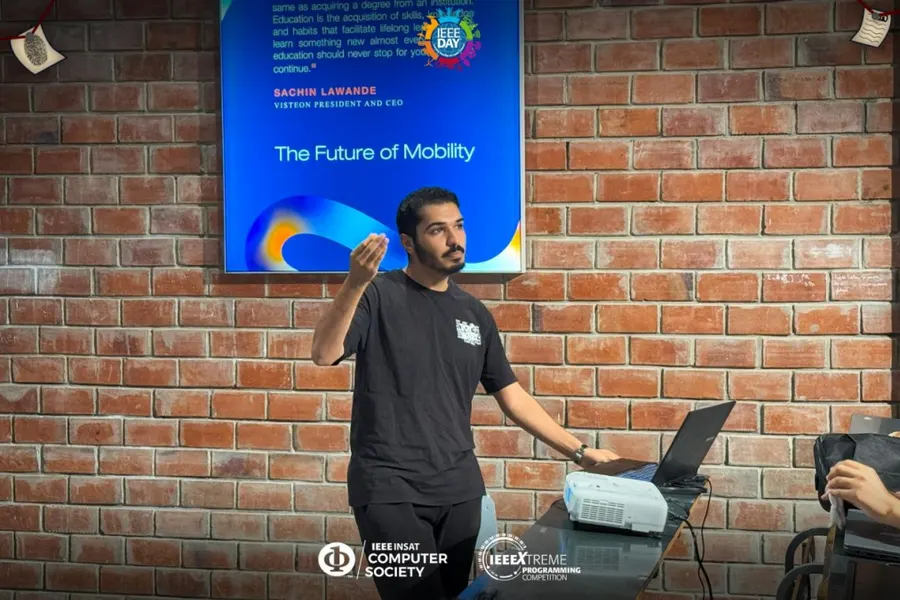 same as acquiring a degree from an institution.
Education is the acquisition of skills,
and habits that facilitate lifelong
learn something new almost
education should never stop for
continue."
IEEE
DAY
SACHIN LAWANDE
VISTEON PRESIDENT AND CEO
The Future of Mobility
IEEE INSAT
COMPUTER
SOCIETY
IEEEXTREME
PROGRAMMING
COMPETITION